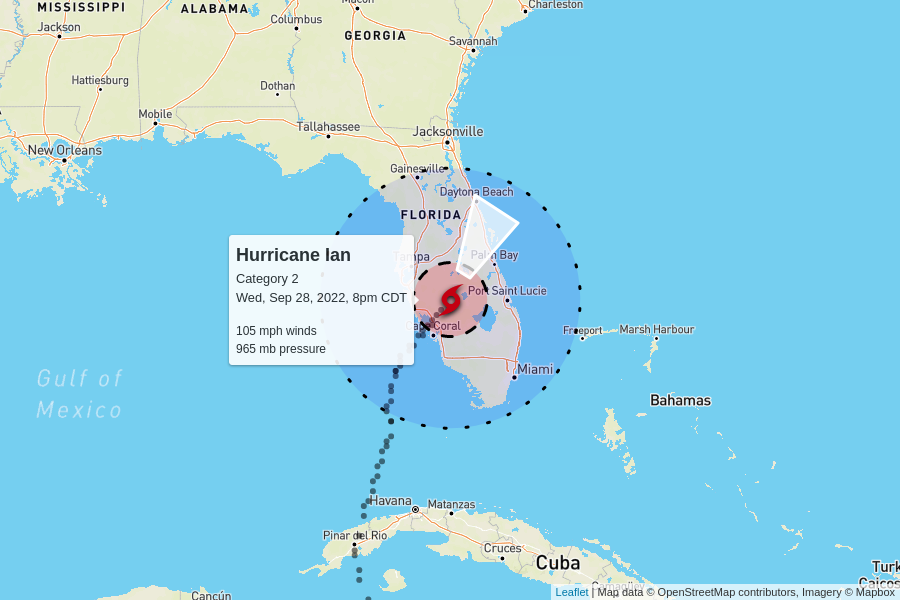 MISSISSIPPI
ALABAMA
Macon
Charleston
Jackson
Columbus
GEORGIA
Savannah
Hattiesburg
Dothan
Mobile
Tallahassee
Jacksonville
New Orleans
Gainesville
Daytona Beach
FLORIDA
Tampa
Palm Bay
Hurricane Ian
Category 2
Wed, Sep 28, 2022, 8pm CDT
105 mph winds
965 mb pressure
Port Saint Lucie
Cape Coral
Freeport
Marsh Harbour
Miami
Gulf of
Mexico
Bahamas
Havana
Matanzas
Pinar del Rio
Cruces
Cuba
Turk
Caicos
Camagüey
Cancún
Leaflet | Map data © OpenStreetMap contributors, Imagery © Mapbox